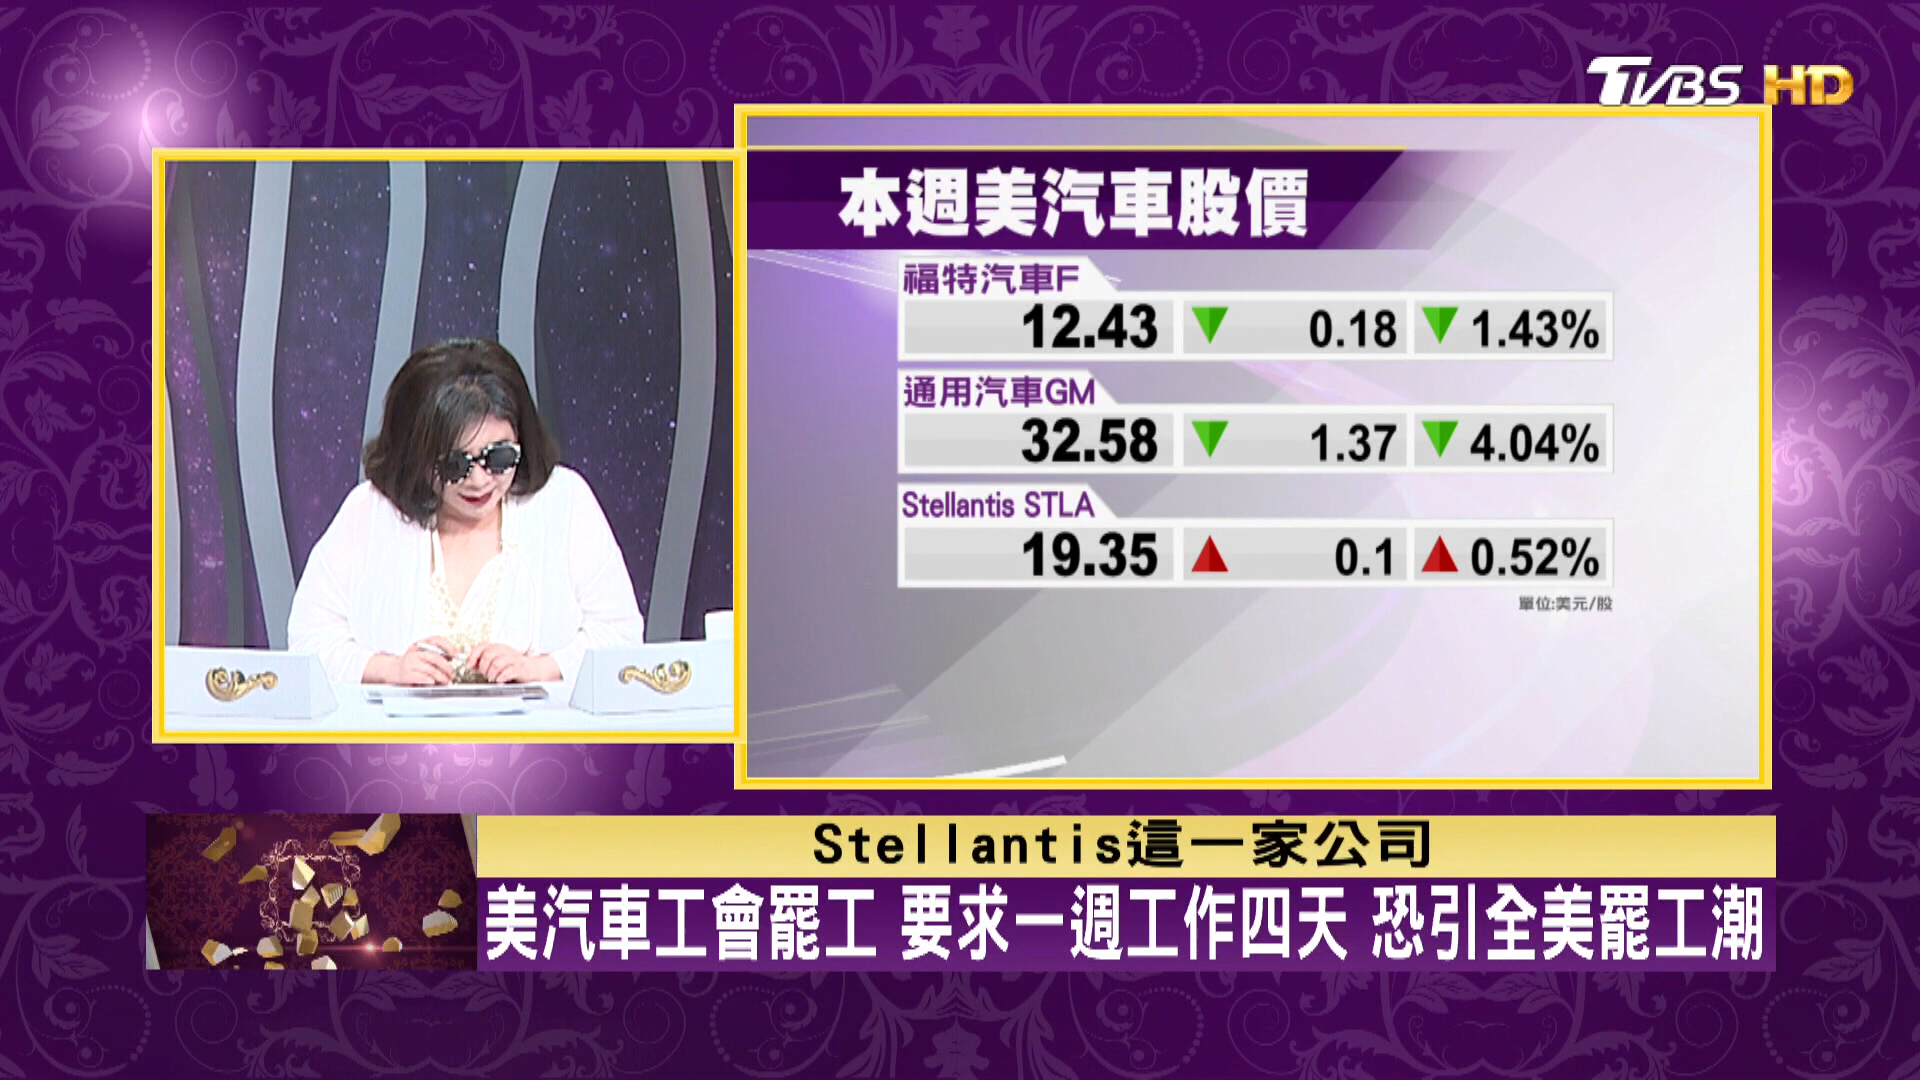 TVBS HD
本週美汽車股價
福特汽車F
12.43 ▼ 0.18 ▼ 1.43%
通用汽車GM
32.58 ▼ 1.37 ▼ 4.04%
Stellantis STLA
19.35 ▲ 0.1 ▲ 0.52%
單位:美元/股
Stellantis這一家公司
美汽車工會罷工 要求一週工作四天 恐引全美罷工潮